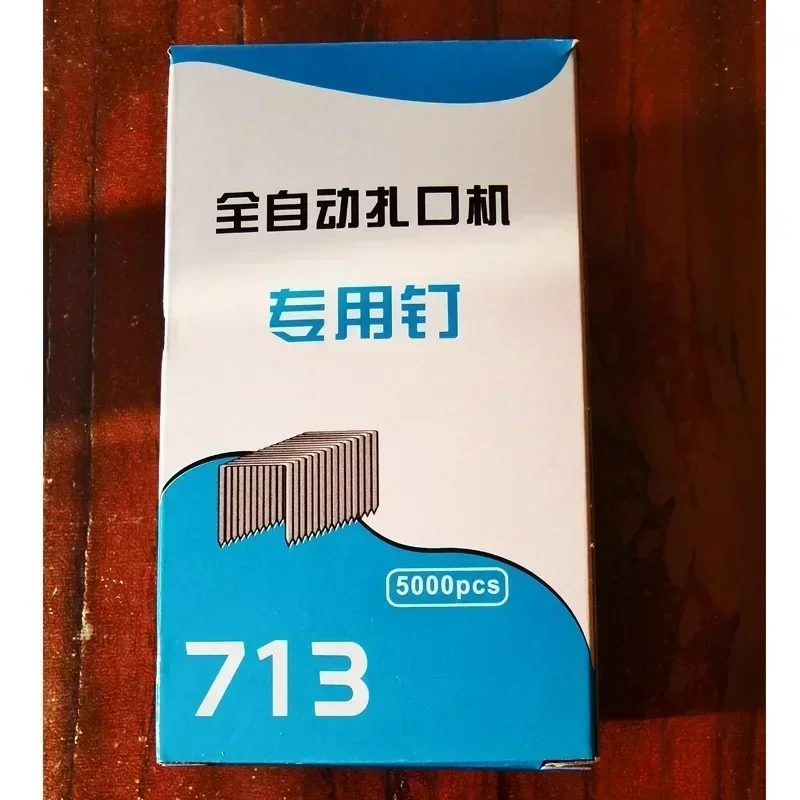 全自动扎口机
专用钉
5000pcs
713